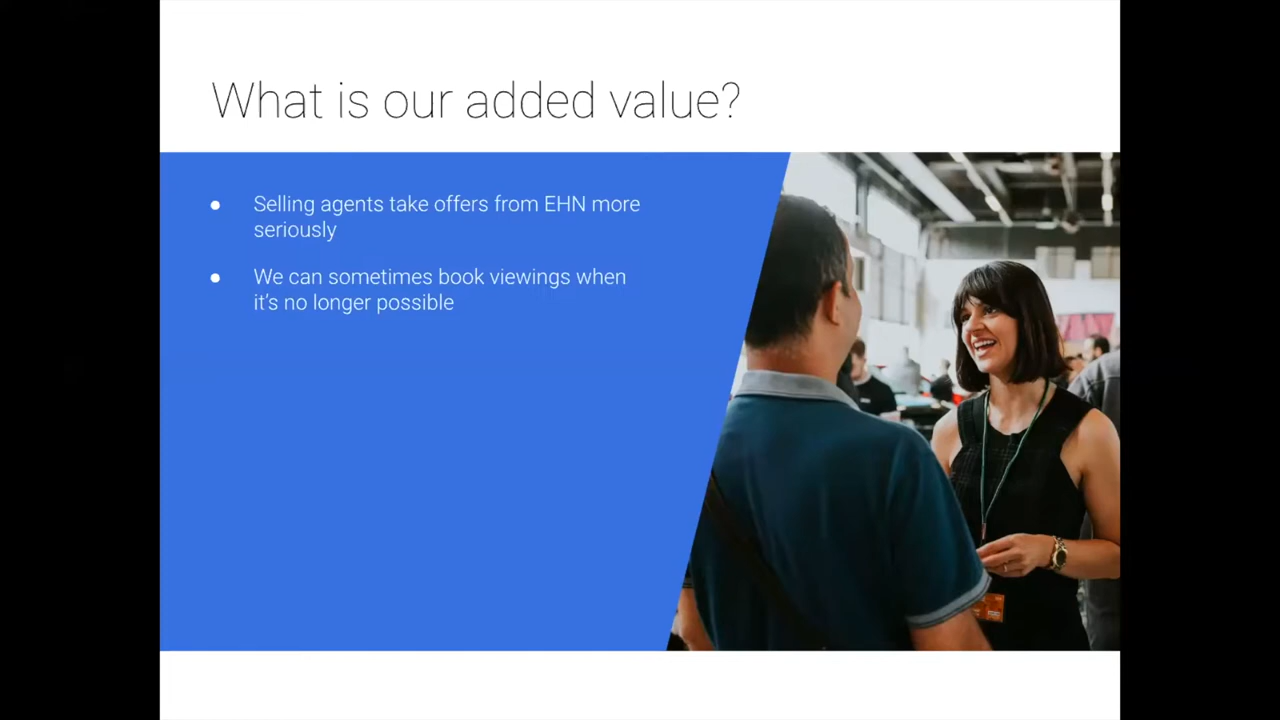 What is our added value?
● Selling agents take offers from EHN more
seriously
● We can sometimes book viewings when
it's no longer possible